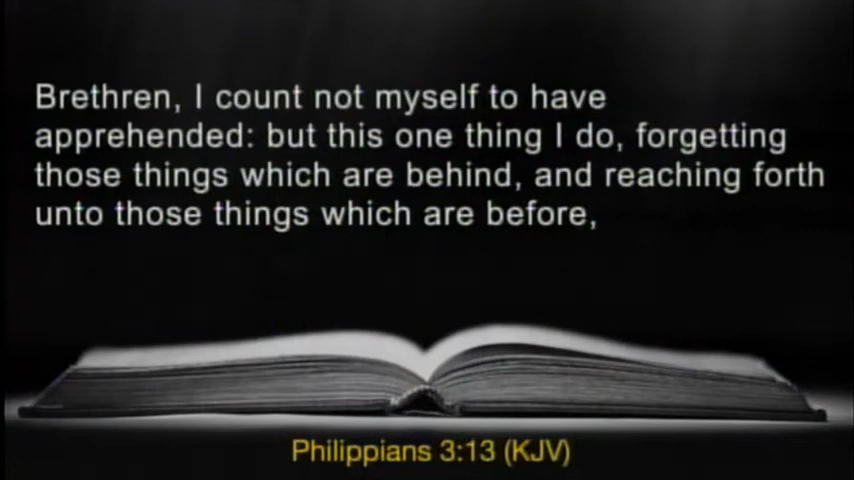 Brethren, I count not myself to have
apprehended: but this one thing I do, forgetting
those things which are behind, and reaching forth
unto those things which are before,
Philippians 3:13 (KJV)